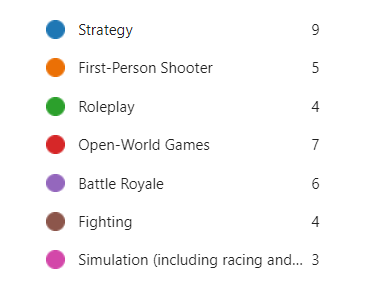 Strategy 9
First-Person Shooter 5
Roleplay 4
Open-World Games 7
Battle Royale 6
Fighting 4
Simulation (including racing and... 3